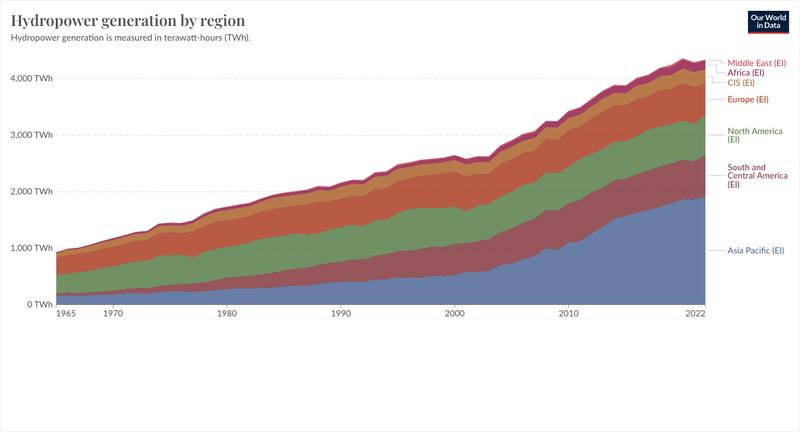 Hydropower generation by region
Hydropower generation is measured in terawatt-hours (TWh).
Our World
in Data
4,000 TWh
3,000 TWh
2,000 TWh
1,000 TWh
0 TWh
1965
1970
1980
1990
2000
2010
2022
Middle East (EI)
Africa (EI)
CIS (EI)
Europe (EI)
North America
(EI)
South and
Central America
(EI)
Asia Pacific (EI)